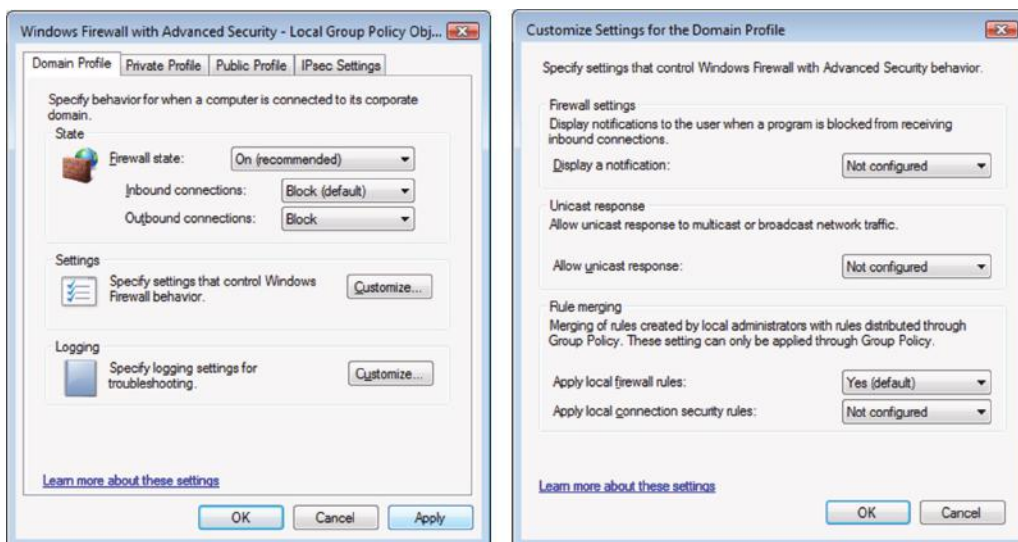 Windows Firewall with Advanced Security - Local Group Policy Obj...
Domain Profile Private Profile Public Profile IPsec Settings
Specify behavior for when a computer is connected to its corporate
domain.
State
Firewall state: On (recommended)
Inbound connections: Block (default)
Outbound connections: Block
Settings
Specify settings that control Windows
Firewall behavior.
Customize...
Logging
Specify logging settings for
troubleshooting.
Customize...
Learn more about these settings
OK Cancel Apply
Customize Settings for the Domain Profile
Specify settings that control Windows Firewall with Advanced Security behavior.
Firewall settings
Display notifications to the user when a program is blocked from receiving
inbound connections.
Display a notification: Not configured
Unicast response
Allow unicast response to multicast or broadcast network traffic.
Allow unicast response: Not configured
Rule merging
Merging of rules created by local administrators with rules distributed through
Group Policy. These setting can only be applied through Group Policy.
Apply local firewall rules: Yes (default)
Apply local connection security rules: Not configured
Learn more about these settings
OK Cancel